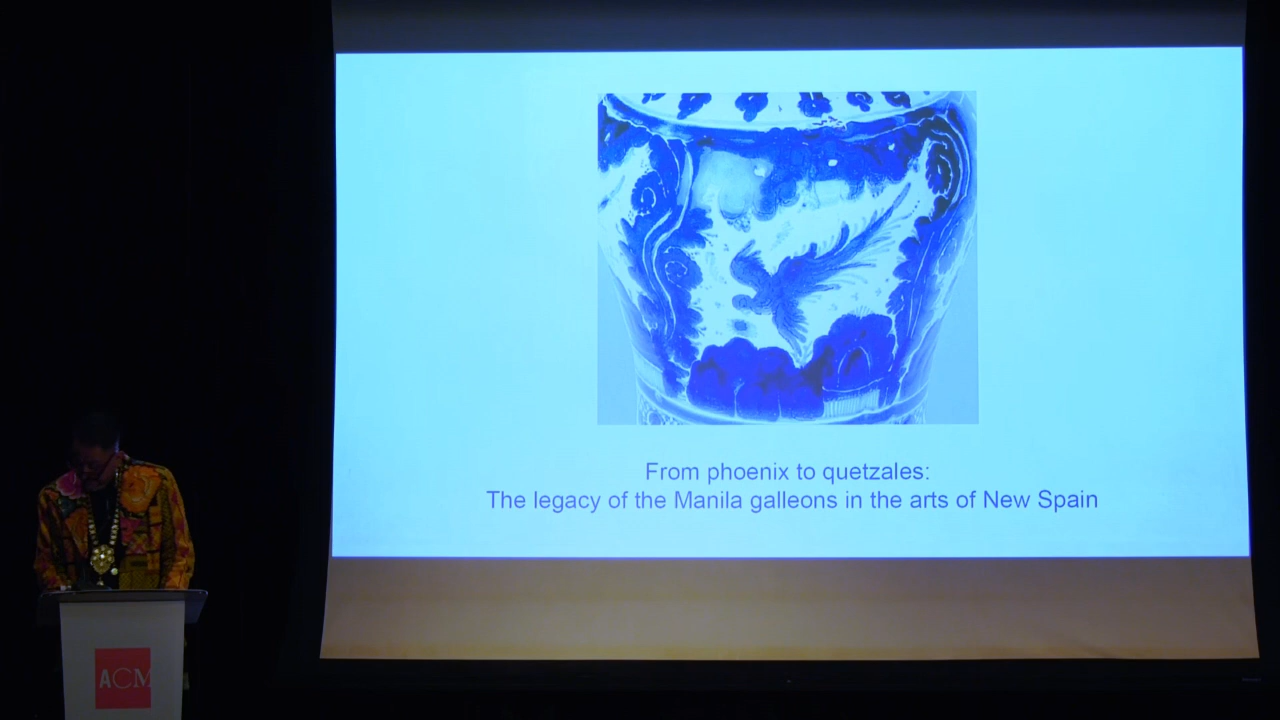 From phoenix to quetzales:
The legacy of the Manila galleons in the arts of New Spain
ACM